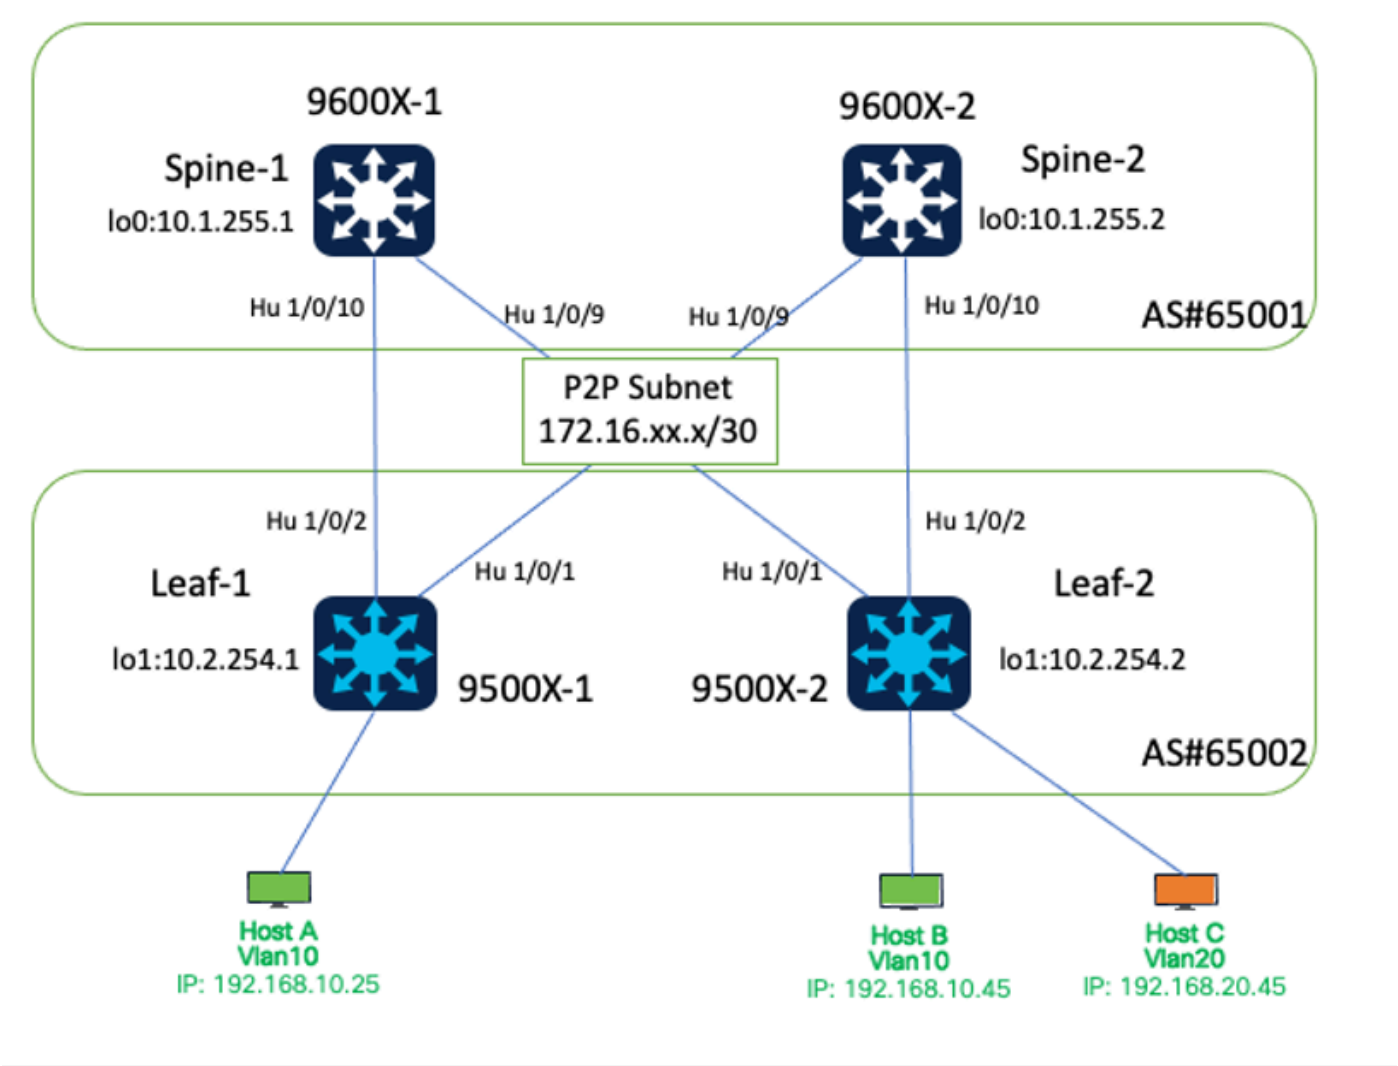 9600X-1
9600X-2
Spine-1
lo0:10.1.255.1
Spine-2
lo0:10.1.255.2
Hu 1/0/10
Hu 1/0/9
Hu 1/0/9
Hu 1/0/10
AS#65001
P2P Subnet
172.16.xx.x/30
Hu 1/0/2
Hu 1/0/1
Hu 1/0/1
Hu 1/0/2
Leaf-1
lo1:10.2.254.1
9500X-1
9500X-2
Leaf-2
lo1:10.2.254.2
AS#65002
Host A
Vlan10
IP: 192.168.10.25
Host B
Vlan10
IP: 192.168.10.45
Host C
Vlan20
IP: 192.168.20.45